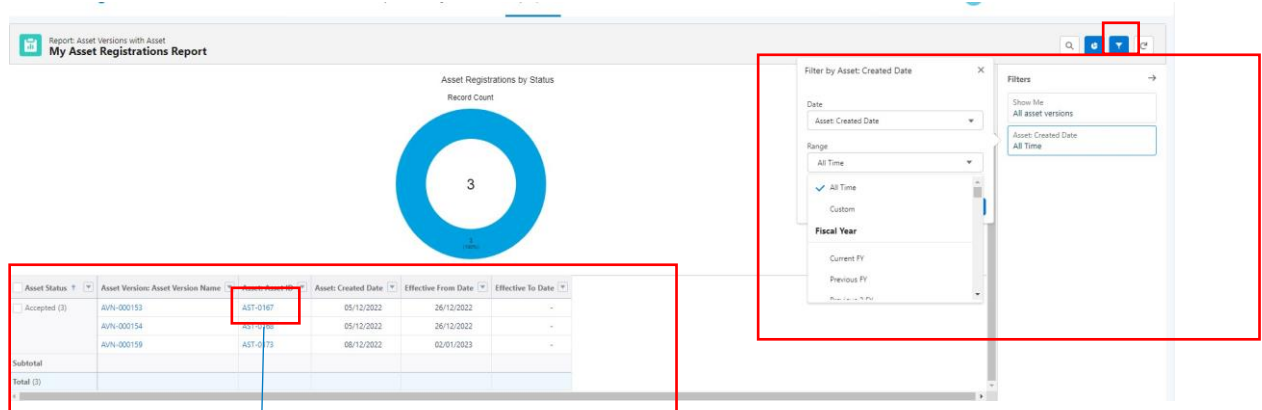 Report: Asset Versions with Asset
My Asset Registrations Report
Asset Registrations by Status
Record Count
3
Filter by Asset: Created Date
Date
Asset: Created Date
Range
All Time
All Time
Custom
Fiscal Year
Current FY
Previous FY
Filters
Show Me
All asset versions
Asset: Created Date
All Time
Asset Status Asset Version: Asset Version Name Asset: Asset ID Asset: Created Date Effective From Date Effective To Date
Accepted (3) AVN-000153 AST-0167 05/12/2022 26/12/2022 -
AVN-000154 AST-0168 05/12/2022 26/12/2022 -
AVN-000159 AST-0173 08/12/2022 02/01/2023 -
Subtotal
Total (3)